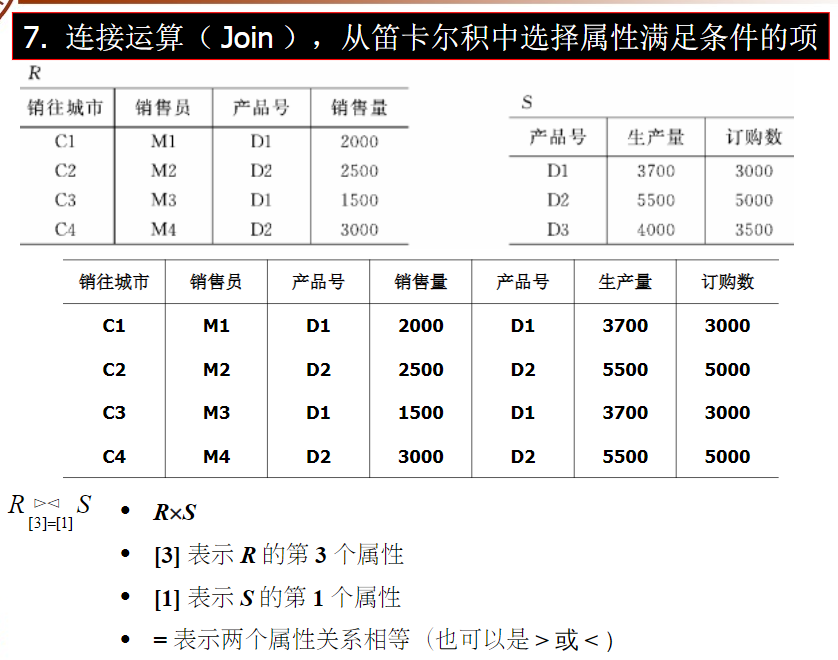 7. 连接运算（Join），从笛卡尔积中选择属性满足条件的项
R
销往城市 销售员 产品号 销售量
C1 M1 D1 2000
C2 M2 D2 2500
C3 M3 D1 1500
C4 M4 D2 3000
S
产品号 生产量 订购数
D1 3700 3000
D2 5500 5000
D3 4000 3500
销往城市 销售员 产品号 销售量 产品号 生产量 订购数
C1 M1 D1 2000 D1 3700 3000
C2 M2 D2 2500 D2 5500 5000
C3 M3 D1 1500 D1 3700 3000
C4 M4 D2 3000 D2 5500 5000
R ▷◁ S
[3]=[1]
• R×S
• [3] 表示 R 的第 3 个属性
• [1] 表示 S 的第 1 个属性
• = 表示两个属性关系相等（也可以是 > 或 < )